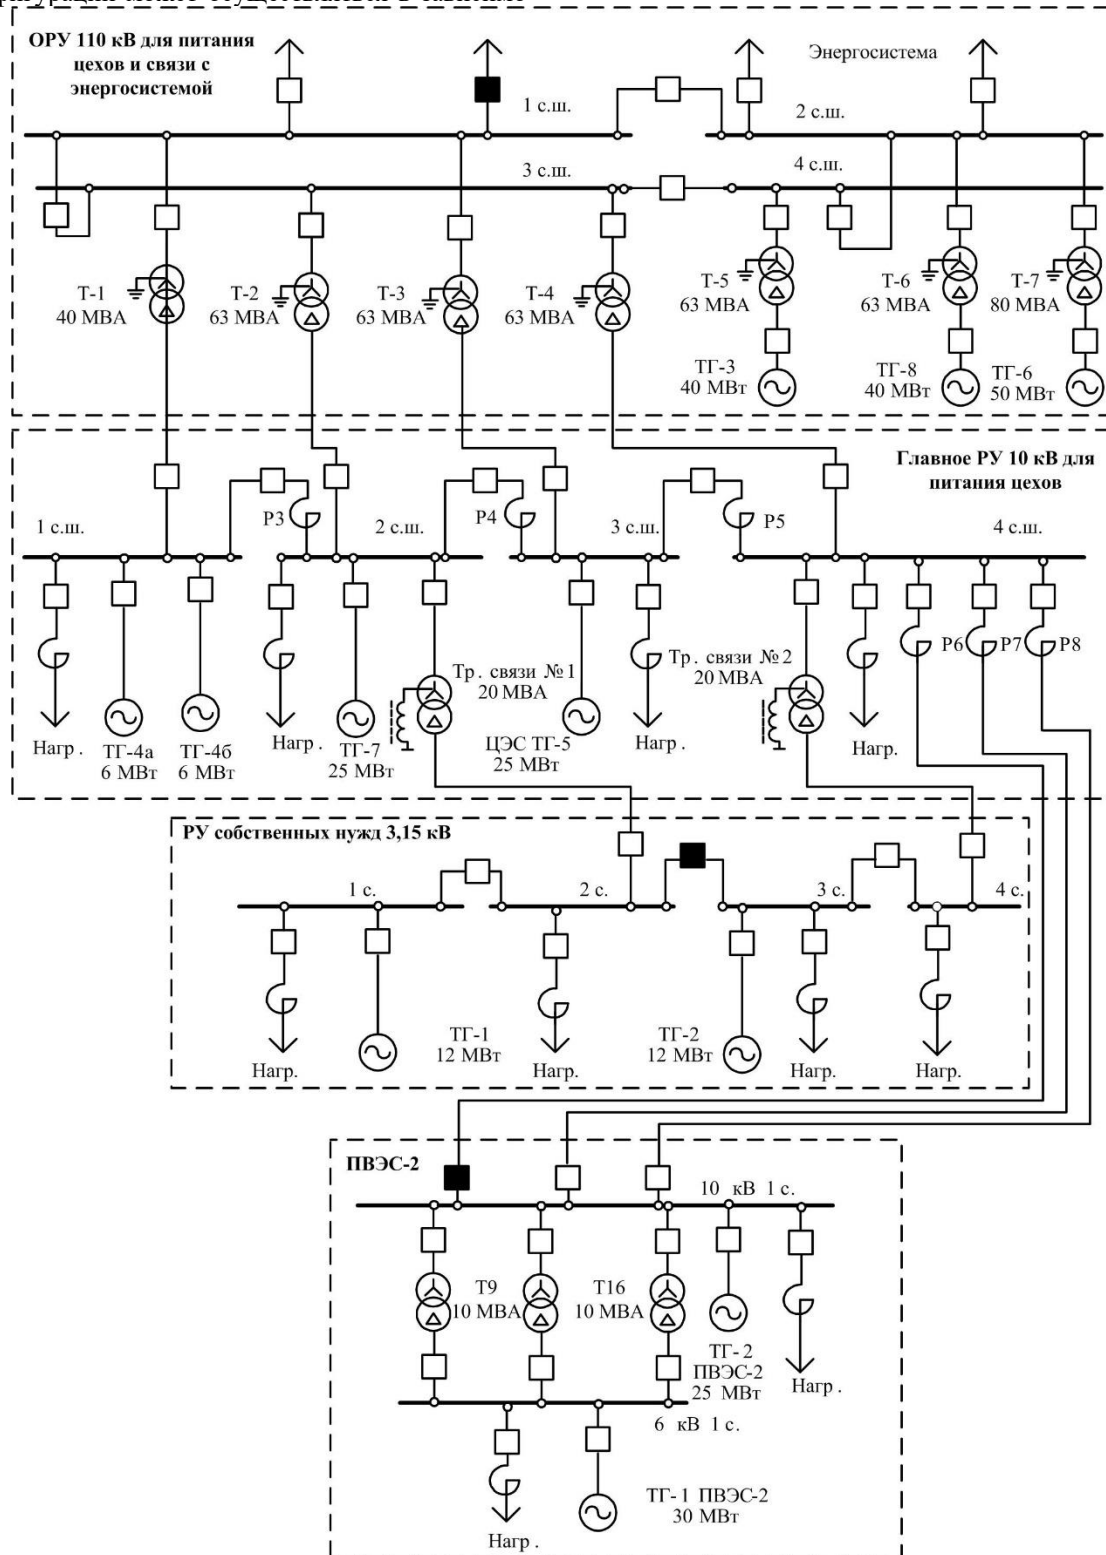 ОРУ 110 кВ для питания
цехов и связи с
энергосистемой
Энергосистема
1 с.ш.
2 с.ш.
3 с.ш.
4 с.ш.
Т-1
40 МВА
Т-2
63 МВА
Т-3
63 МВА
Т-4
63 МВА
Т-5
63 МВА
Т-6
63 МВА
Т-7
80 МВА
ТГ-3
40 МВт
ТГ-8
40 МВт
ТГ-6
50 МВт
Главное РУ 10 кВ для
питания цехов
1 с.ш.
Р3
2 с.ш.
Р4
3 с.ш.
Р5
4 с.ш.
Р6
Р7
Р8
Нагр.
ТГ-4а
6 МВт
ТГ-4б
6 МВт
Нагр.
ТГ-7
25 МВт
Тр. связи №1
20 МВА
ЦЭС ТГ-5
25 МВт
Нагр.
Тр. связи №2
20 МВА
Нагр.
РУ собственных нужд 3,15 кВ
1 с.
2 с.
3 с.
4 с.
Нагр.
ТГ-1
12 МВт
Нагр.
ТГ-2
12 МВт
Нагр.
Нагр.
ПВЭС-2
10 кВ 1 с.
Т9
10 МВА
Т16
10 МВА
ТГ-2
ПВЭС-2
25 МВт
Нагр.
6 кВ 1 с.
Нагр.
ТГ-1 ПВЭС-2
30 МВт